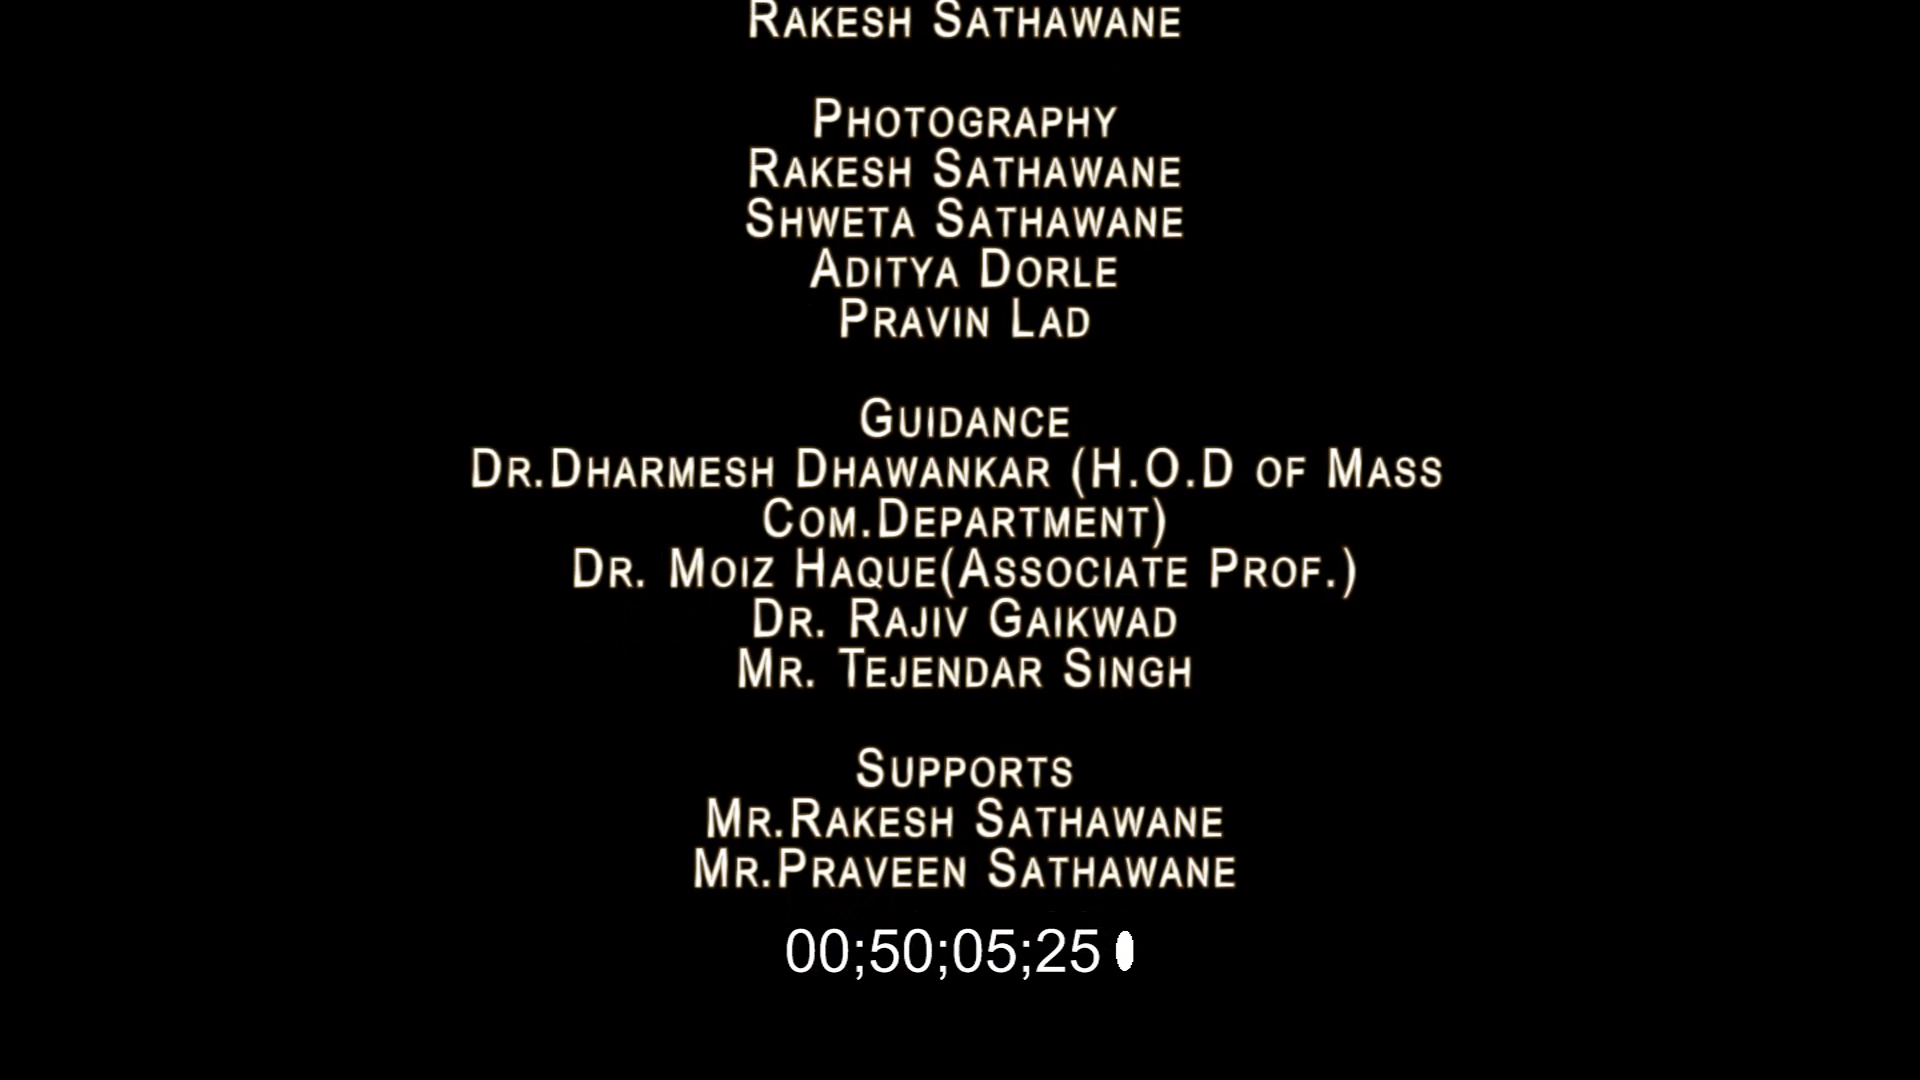 Rakesh Sathawane
Photography
Rakesh Sathawane
Shweta Sathawane
Aditya Dorle
Pravin Lad
Guidance
Dr.Dharmesh Dhawankar (H.O.D of Mass
Com.Department)
Dr. Moiz Haque(Associate Prof.)
Dr. Rajiv Gaikwad
Mr. Tejendar Singh
Supports
Mr.Rakesh Sathawane
Mr.Praveen Sathawane
00;50;05;25